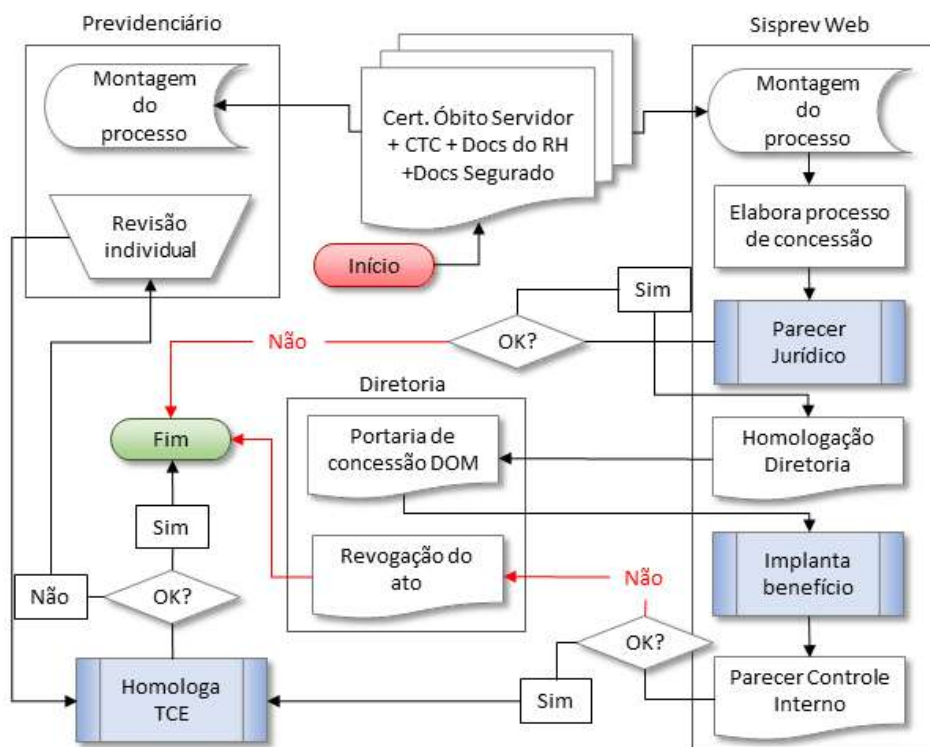 Previdenciário
Sisprev Web
Montagem
do
processo
Cert. Óbito Servidor
+ CTC + Docs do RH
+Docs Segurado
Montagem
do
processo
Revisão
individual
Início
Elabora processo
de concessão
Sim
Não
OK?
Parecer
Jurídico
Diretoria
Fim
Portaria de
concessão DOM
Homologação
Diretoria
Sim
Revogação do
ato
Não
Implanta
benefício
Não
OK?
OK?
Homologa
TCE
Sim
Parecer Controle
Interno